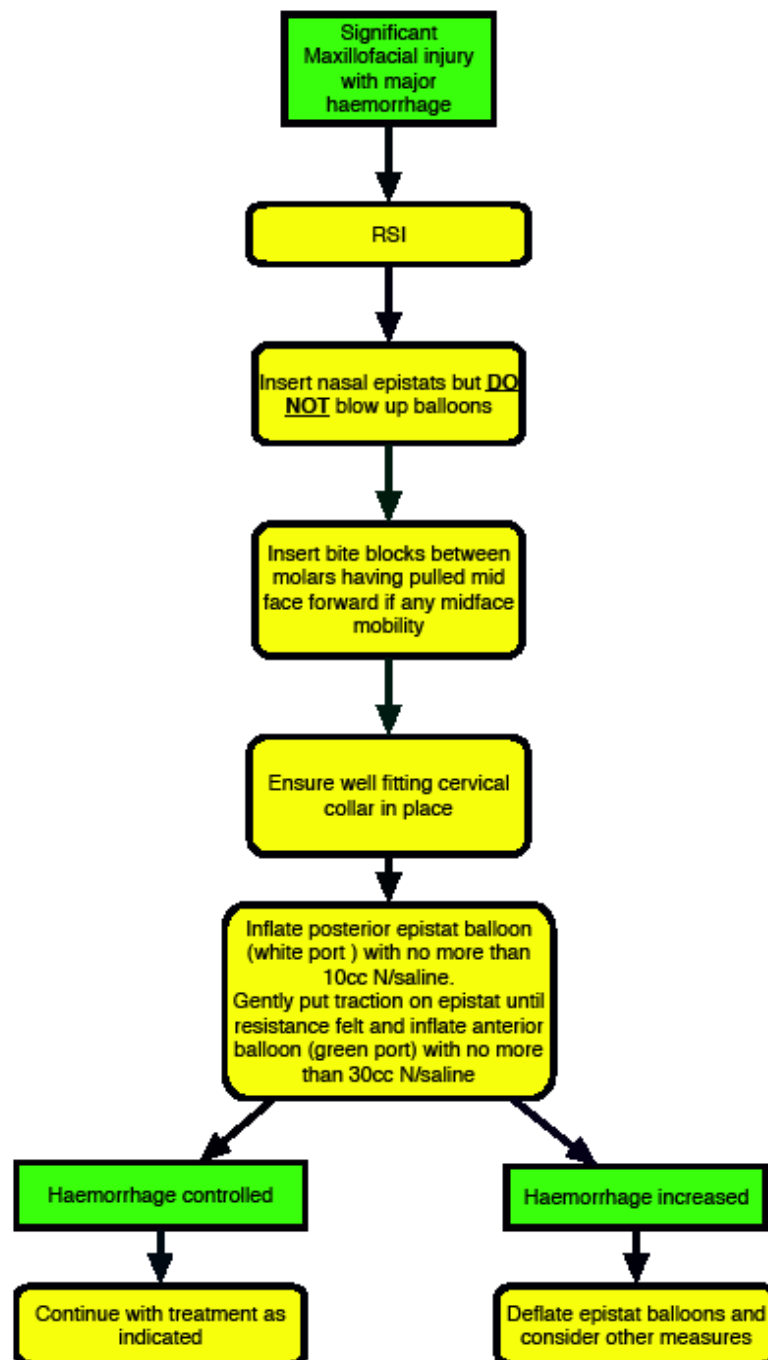 Significant
Maxillofacial injury
with major
haemorrhage
RSI
Insert nasal epistats but DO
NOT blow up balloons
Insert bite blocks between
molars having pulled mid
face forward if any midface
mobility
Ensure well fitting cervical
collar in place
Inflate posterior epistat balloon
(white port ) with no more than
10cc N/saline.
Gently put traction on epistat until
resistance felt and inflate anterior
balloon (green port) with no more
than 30cc N/saline
Haemorrhage controlled
Haemorrhage increased
Continue with treatment as
indicated
Deflate epistat balloons and
consider other measures